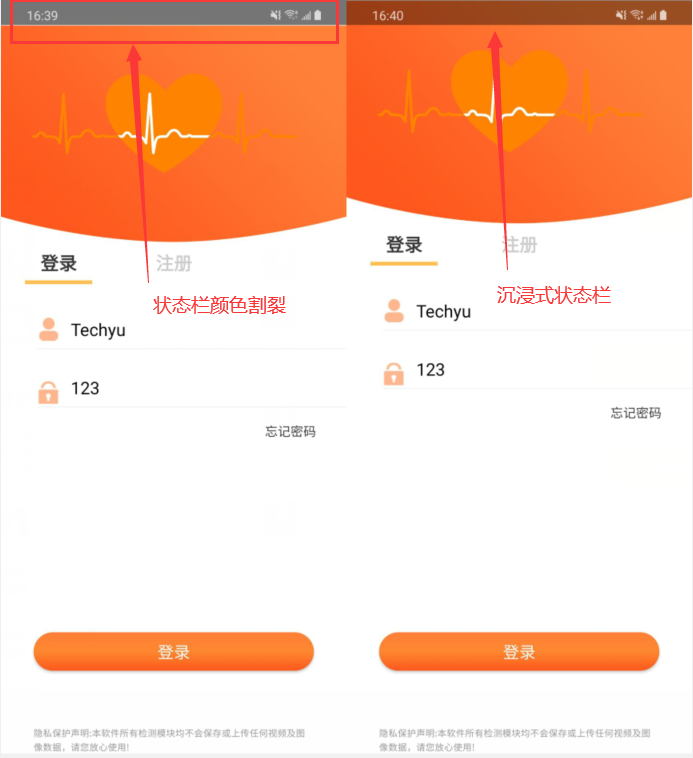 16:39
登录
注册
状态栏颜色割裂
Techyu
123
忘记密码
登录
隐私保护声明:本软件所有检测模块均不会保存或上传任何视频及图
像数据，请您放心使用!
16:40
登录
注册
沉浸式状态栏
Techyu
123
忘记密码
登录
隐私保护声明:本软件所有检测模块均不会保存或上传任何视频及图
像数据，请您放心使用!